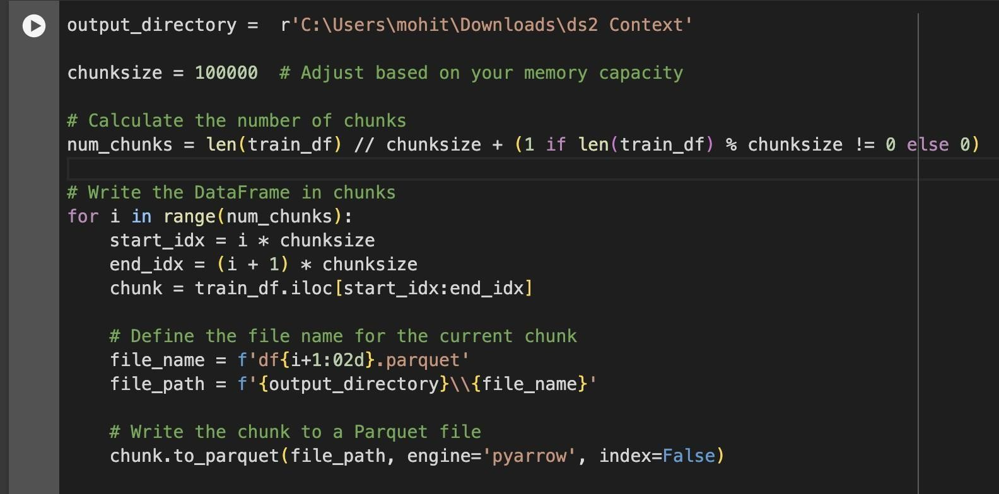 output_directory =  r'C:\Users\mohit\Downloads\ds2 Context'
chunksize = 100000  # Adjust based on your memory capacity
# Calculate the number of chunks
num_chunks = len(train_df) // chunksize + (1 if len(train_df) % chunksize != 0 else 0)
# Write the DataFrame in chunks
for i in range(num_chunks):
    start_idx = i * chunksize
    end_idx = (i + 1) * chunksize
    chunk = train_df.iloc[start_idx:end_idx]
    # Define the file name for the current chunk
    file_name = f'df{i+1:02d}.parquet'
    file_path = f'{output_directory}\\{file_name}'
    # Write the chunk to a Parquet file
    chunk.to_parquet(file_path, engine='pyarrow', index=False)